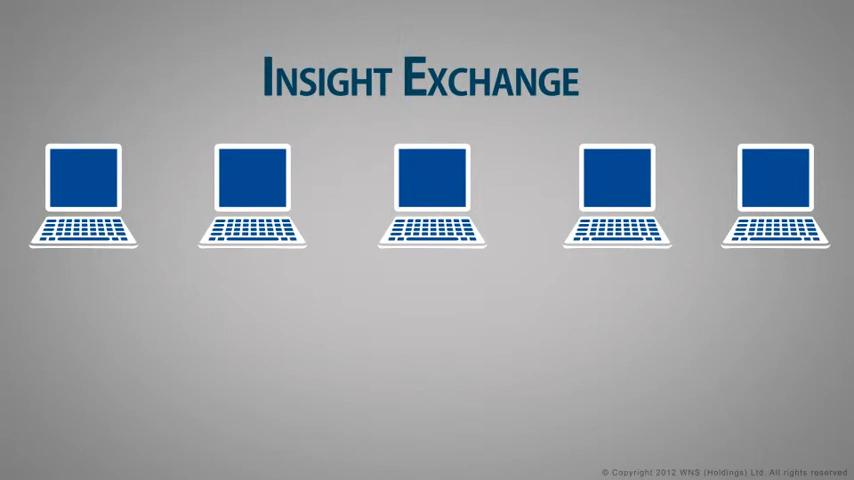 Insight Exchange
© Copyright 2012 WNS (Holdings) Ltd. All rights reserved